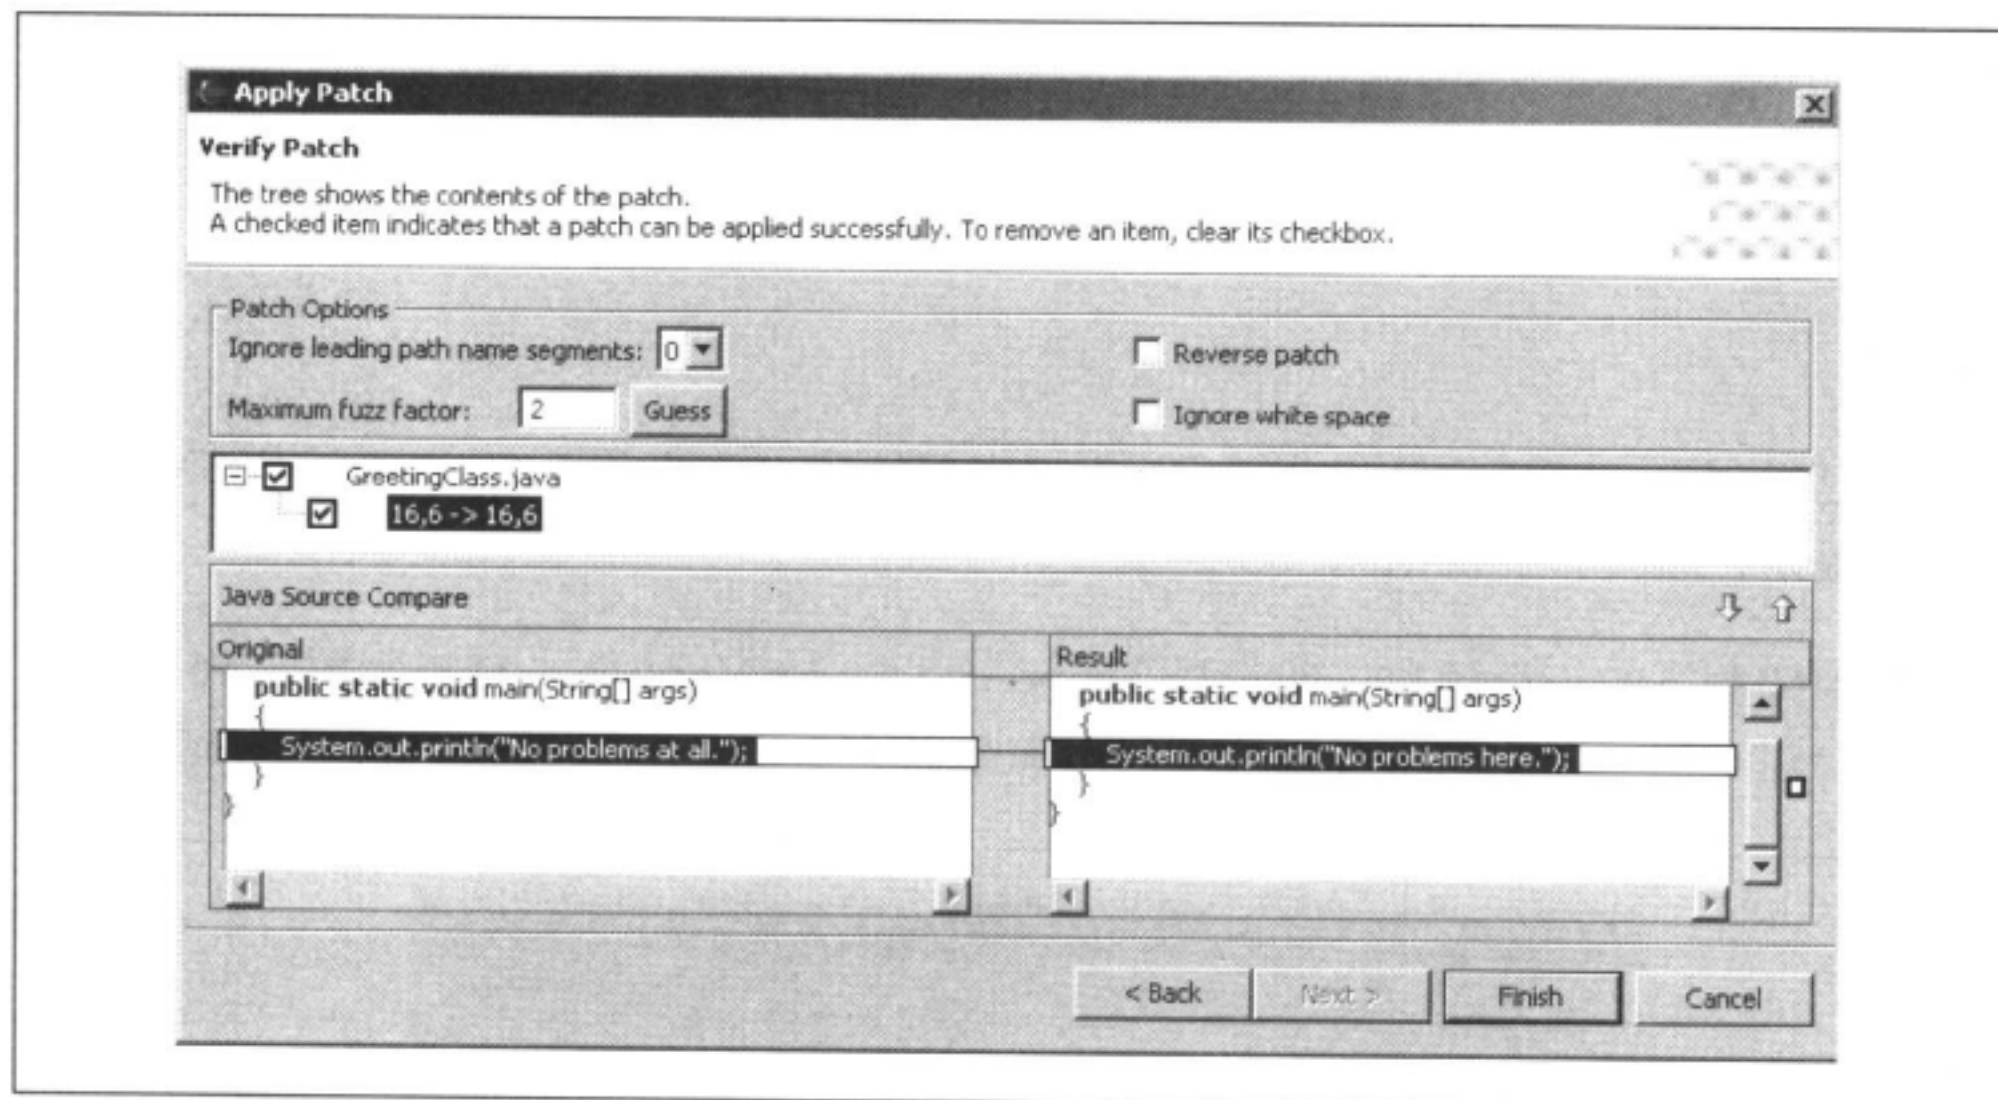 Apply Patch
Verify Patch
The tree shows the contents of the patch.
A checked item indicates that a patch can be applied successfully. To remove an item, clear its checkbox.
Patch Options
Ignore leading path name segments: 0
Reverse patch
Maximum fuzz factor: 2 Guess
Ignore white space
GreetingClass.java
16,6 -> 16,6
Java Source Compare
Original
public static void main(String[] args)
{
System.out.println("No problems at all.");
}
}
Result
public static void main(String[] args)
{
System.out.println("No problems here.");
}
}
< Back Next > Finish Cancel